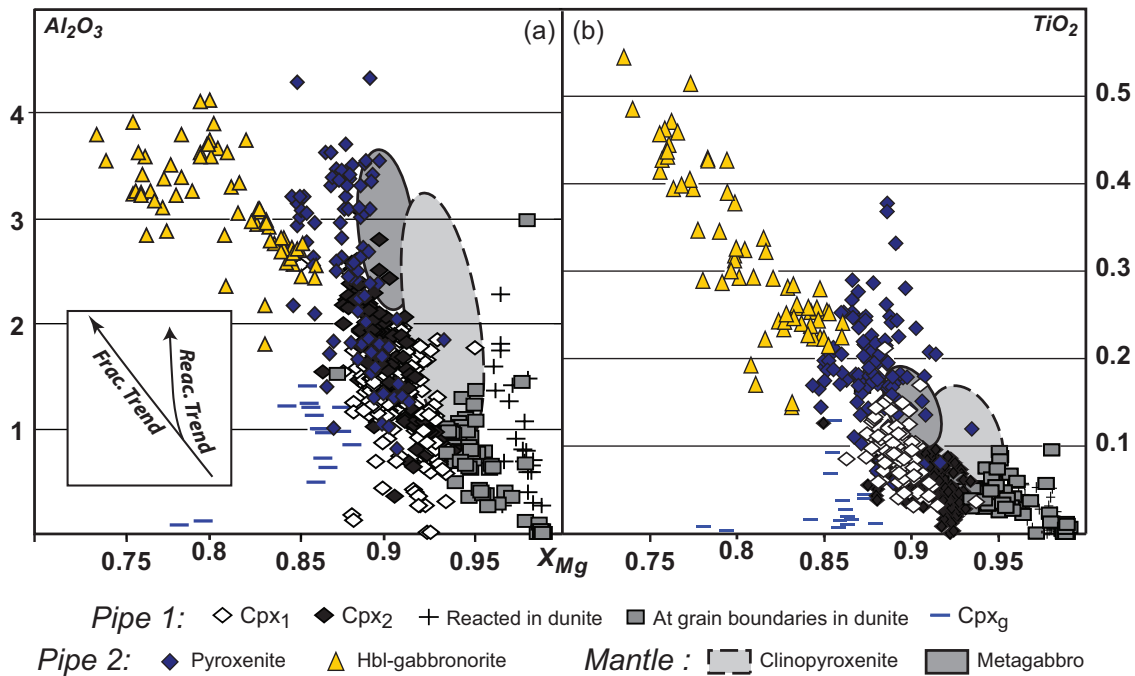 Al2O3 (a) (b) TiO2
4
3
2
1
0.5
0.4
0.3
0.2
0.1
Frac. Trend
Reac. Trend
0.75 0.8 0.85 0.9 0.95 XMg 0.75 0.8 0.85 0.9 0.95
Pipe 1: Cpx1 Cpx2 Reacted in dunite At grain boundaries in dunite Cpxg
Pipe 2: Pyroxenite Hbl-gabbronorite Mantle : Clinopyroxenite Metagabbro